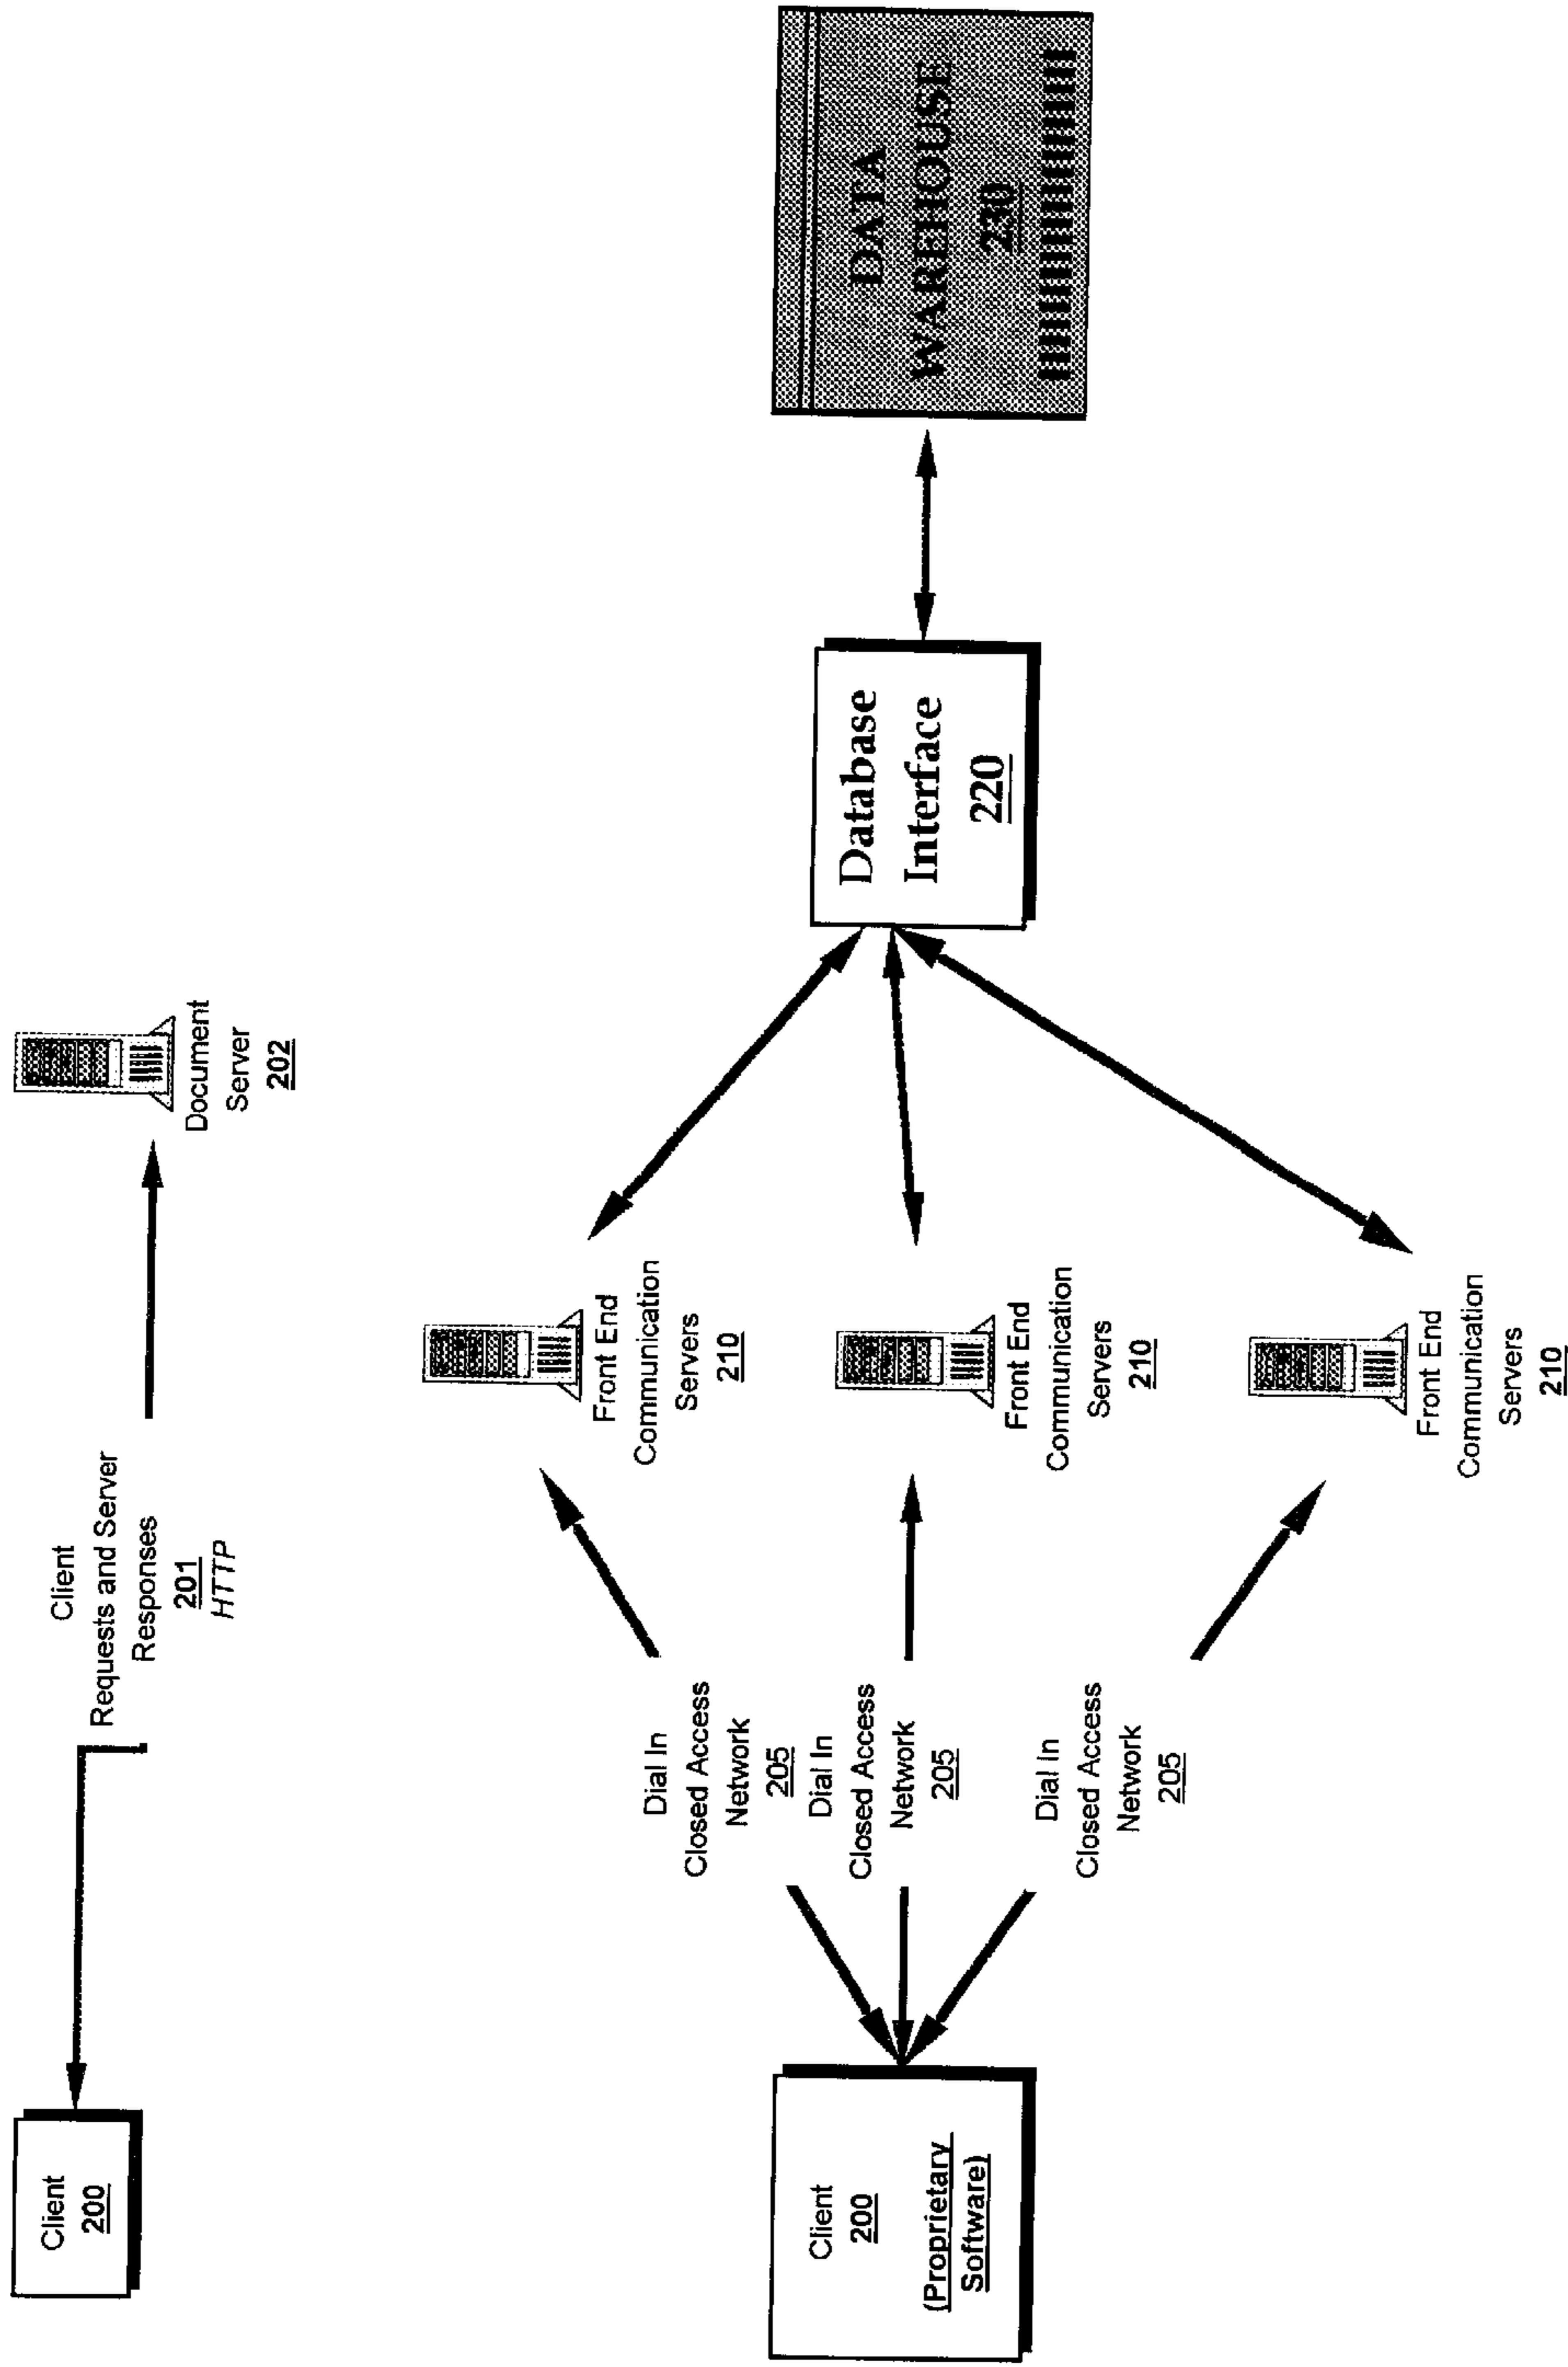 Client
200
Client
Requests and Server
Responses
201
HTTP
Document
Server
202
Client
200
(Proprietary
Software)
Dial In
Closed Access
Network
205
Dial In
Closed Access
Network
205
Dial In
Closed Access
Network
205
Front End
Communication
Servers
210
Front End
Communication
Servers
210
Front End
Communication
Servers
210
Database
Interface
220
DATA
WAREHOUSE
230